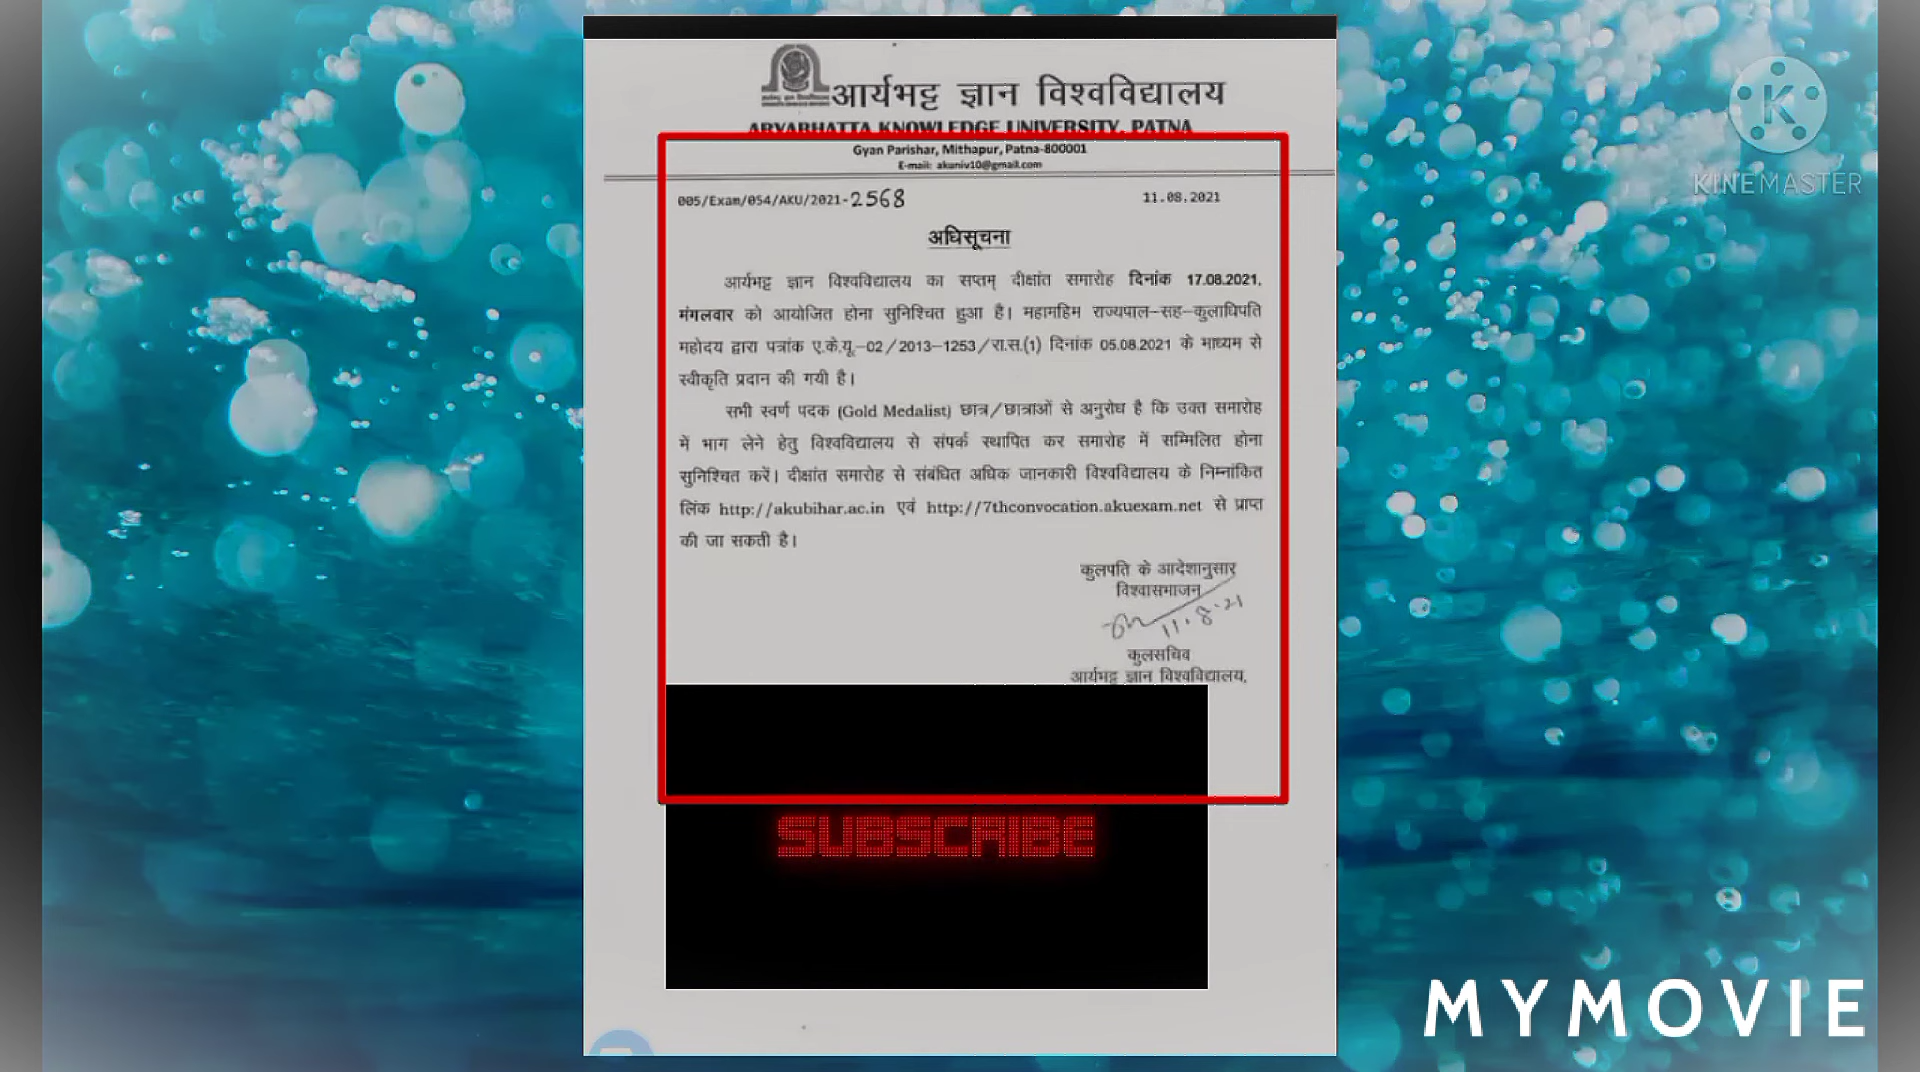 आर्यभट्ट ज्ञान विश्वविद्यालय
ARYABHATTA KNOWLEDGE UNIVERSITY, PATNA
Gyan Parishar, Mithapur, Patna-800001
E-mail: akuniv10@gmail.com
005/Exam/054/AKU/2021-2568 11.08.2021
अधिसूचना
आर्यभट्ट ज्ञान विश्वविद्यालय का सप्तम् दीक्षांत समारोह दिनांक 17.08.2021,
मंगलवार को आयोजित होना सुनिश्चित हुआ है। महामहिम राज्यपाल-सह-कुलाधिपति
महोदय द्वारा पत्रांक ए.के.यू.-02/2013-1253/रा.स.(1) दिनांक 05.08.2021 के माध्यम से
स्वीकृति प्रदान की गयी है।
सभी स्वर्ण पदक (Gold Medalist) छात्र/छात्राओं से अनुरोध है कि उक्त समारोह
में भाग लेने हेतु विश्वविद्यालय से संपर्क स्थापित कर समारोह में सम्मिलित होना
सुनिश्चित करें। दीक्षांत समारोह से संबंधित अधिक जानकारी विश्वविद्यालय के निम्नांकित
लिंक http://akubihar.ac.in एवं http://7thconvocation.akuexam.net से प्राप्त
की जा सकती है।
कुलपति के आदेशानुसार
विश्वासभाजन
11.8.21
कुलसचिव
आर्यभट्ट ज्ञान विश्वविद्यालय,
SUBSCRIBE
K
KINEMASTER
MYMOVIE